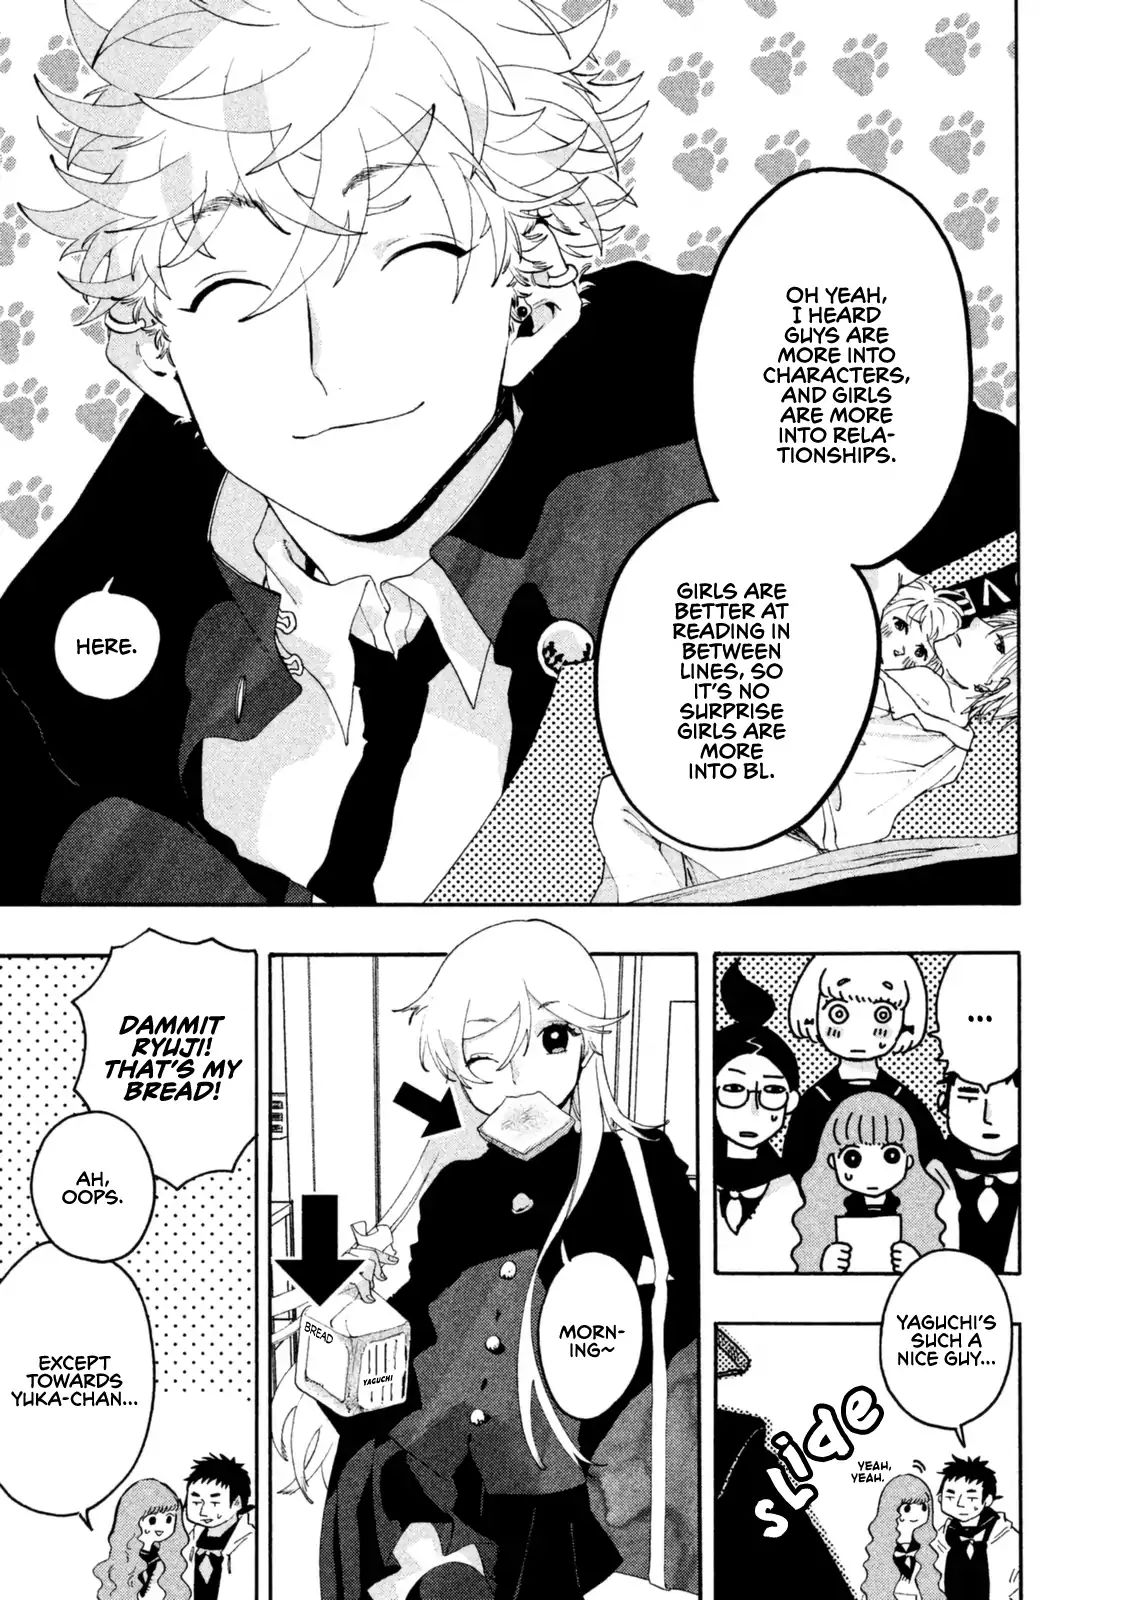 OH YEAH,
I HEARD
GUYS ARE
MORE INTO
CHARACTERS,
AND GIRLS
ARE MORE
INTO RELA-
TIONSHIPS.
GIRLS ARE
BETTER AT
READING IN
BETWEEN
LINES, SO
IT'S NO
SURPRISE
GIRLS ARE
MORE
INTO BL.
HERE.
...
YAGUCHI'S
SUCH A
NICE GUY...
YEAH,
YEAH.
SLIDE
MORN-
ING~
BREAD
YAGUCHI
DAMMIT
RYUJI!
THAT'S MY
BREAD!
AH,
OOPS.
EXCEPT
TOWARDS
YUKA-CHAN...